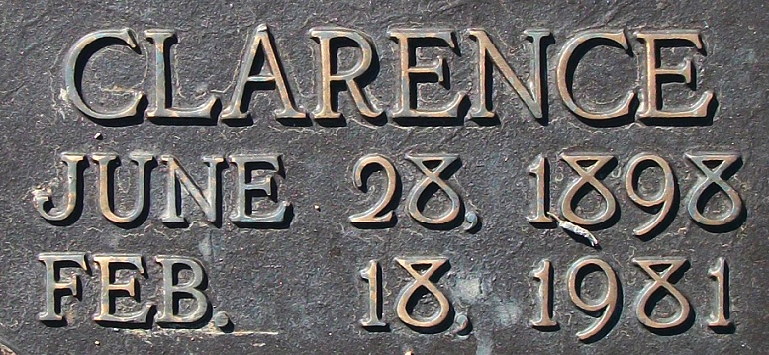 CLARENCE
JUNE 28, 1898
FEB. 18, 1981